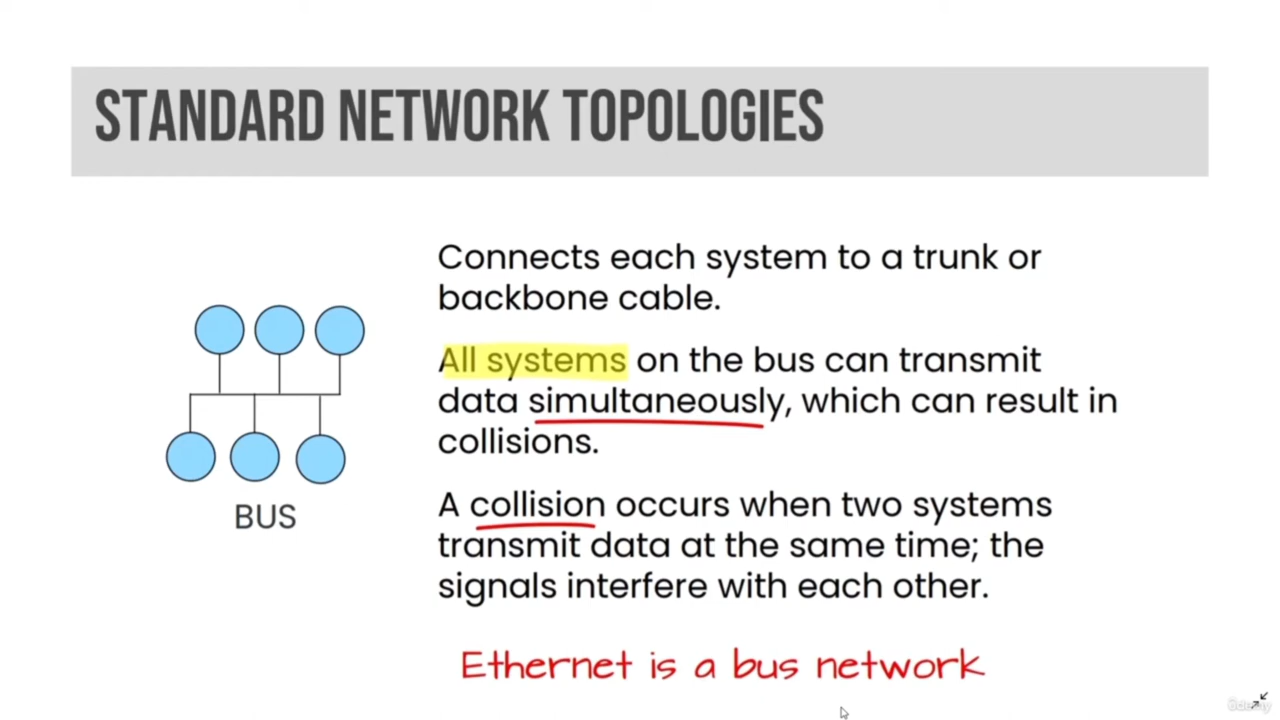 STANDARD NETWORK TOPOLOGIES
Connects each system to a trunk or
backbone cable.
All systems on the bus can transmit
data simultaneously, which can result in
collisions.
A collision occurs when two systems
transmit data at the same time; the
signals interfere with each other.
BUS
Ethernet is a bus network